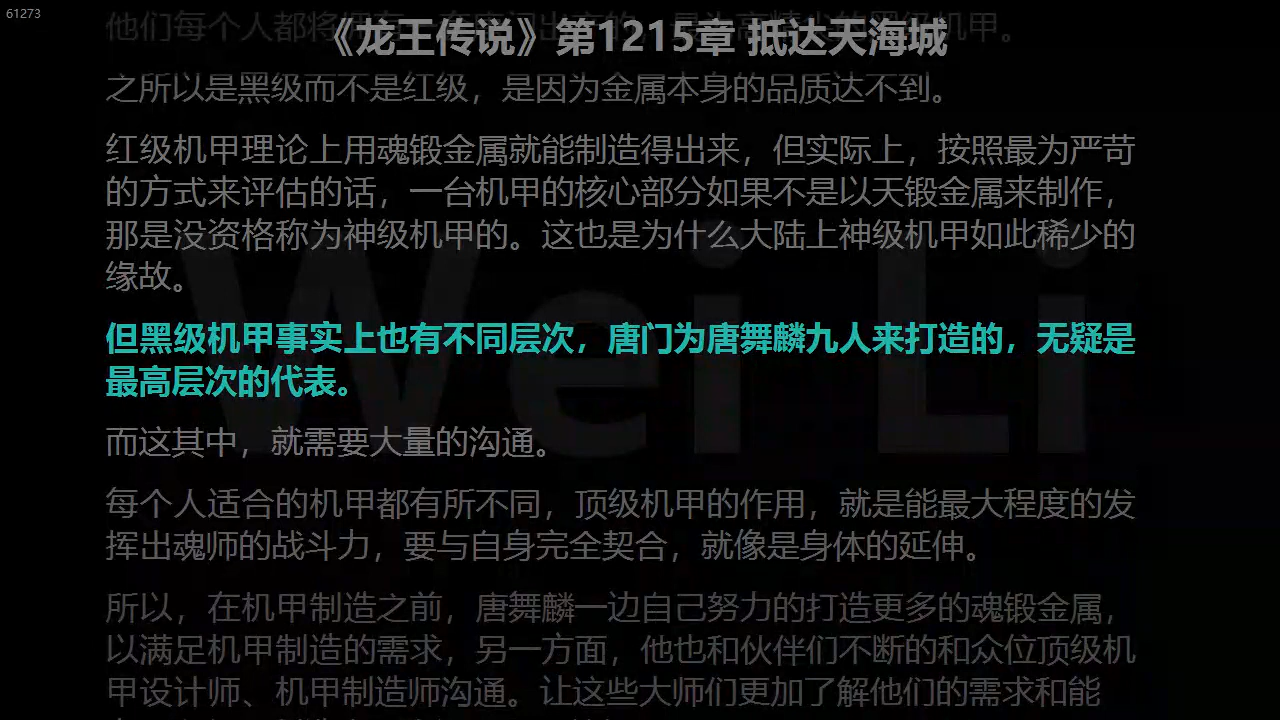 61273
他们每个人都将
机甲。
《龙王传说》第1215章 抵达天海城
之所以是黑级而不是红级，是因为金属本身的品质达不到。
红级机甲理论上用魂锻金属就能制造得出来，但实际上，按照最为严苛
的方式来评估的话，一台机甲的核心部分如果不是以天锻金属来制作，
那是没资格称为神级机甲的。这也是为什么大陆上神级机甲如此稀少的
缘故。
但黑级机甲事实上也有不同层次，唐门为唐舞麟九人来打造的，无疑是
最高层次的代表。
而这其中，就需要大量的沟通。
每个人适合的机甲都有所不同，顶级机甲的作用，就是能最大程度的发
挥出魂师的战斗力，要与自身完全契合，就像是身体的延伸。
所以，在机甲制造之前，唐舞麟一边自己努力的打造更多的魂锻金属，
以满足机甲制造的需求，另一方面，他也和伙伴们不断的和众位顶级机
甲设计师、机甲制造师沟通。让这些大师们更加了解他们的需求和能
Wei Li